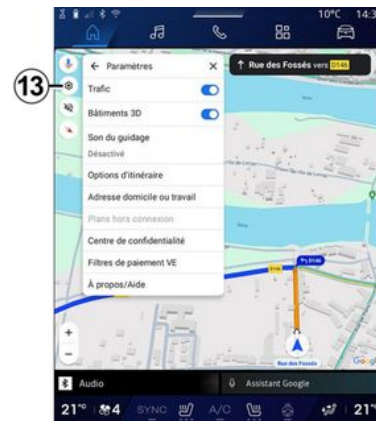 10°C 14:3
← Paramètres ×
↑ Rue des Fossés vers D146
13
Trafic
Bâtiments 3D
Son du guidage
Désactivé
Options d'itinéraire
Adresse domicile ou travail
Plans hors connexion
Centre de confidentialité
Filtres de paiement VE
À propos/Aide
D146
+
−
Rue des Fossés
Goog
Audio
Assistant Google
21°C 4 SYNC A/C 21°